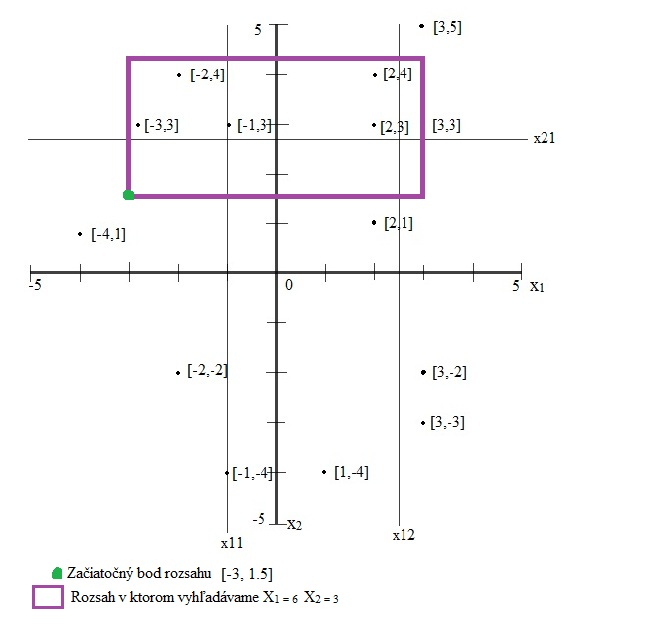 5
[3,5]
[-2,4]
[2,4]
[-3,3]
[-1,3]
[2,3]
[3,3]
x21
[2,1]
[-4,1]
-5
0
5 x1
[-2,-2]
[3,-2]
[3,-3]
[-1,-4]
[1,-4]
-5
x2
x11
x12
Začiatočný bod rozsahu [-3, 1.5]
Rozsah v ktorom vyhľadávame X1 = 6 X2 = 3